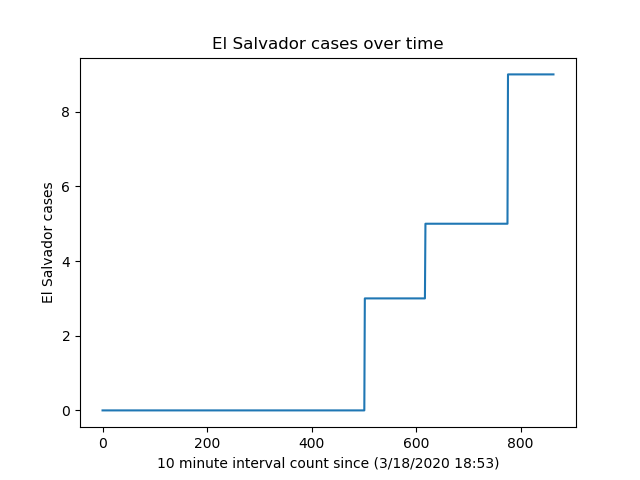 El Salvador cases over time
El Salvador cases
8
6
4
2
0
0 200 400 600 800
10 minute interval count since (3/18/2020 18:53)